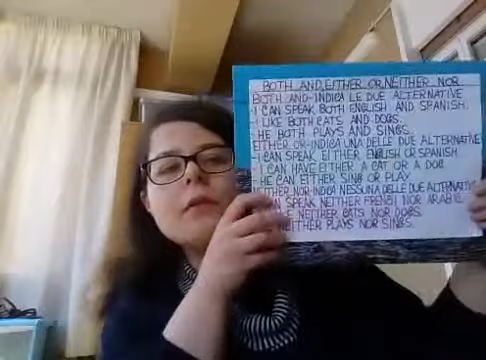 BOTH AND, EITHER OR, NEITHER NOR
BOTH AND-INDICA LE DUE ALTERNATIVE
I CAN SPEAK BOTH ENGLISH AND SPANISH.
I LIKE BOTH CATS AND DOGS.
HE BOTH PLAYS AND SINGS.
EITHER OR-INDICA UNA DELLE DUE ALTERNATIVE
-I CAN SPEAK EITHER ENGLISH OR SPANISH
-I CAN HAVE EITHER A CAT OR A DOG
-HE CAN EITHER SING OR PLAY
NEITHER NOR-INDICA NESSUNA DELLE DUE ALTERNATIVE
SPEAK NEITHER FRENCH NOR ARABIC.
NEITHER CATS NOR DOGS.
NEITHER PLAYS NOR SINGS.